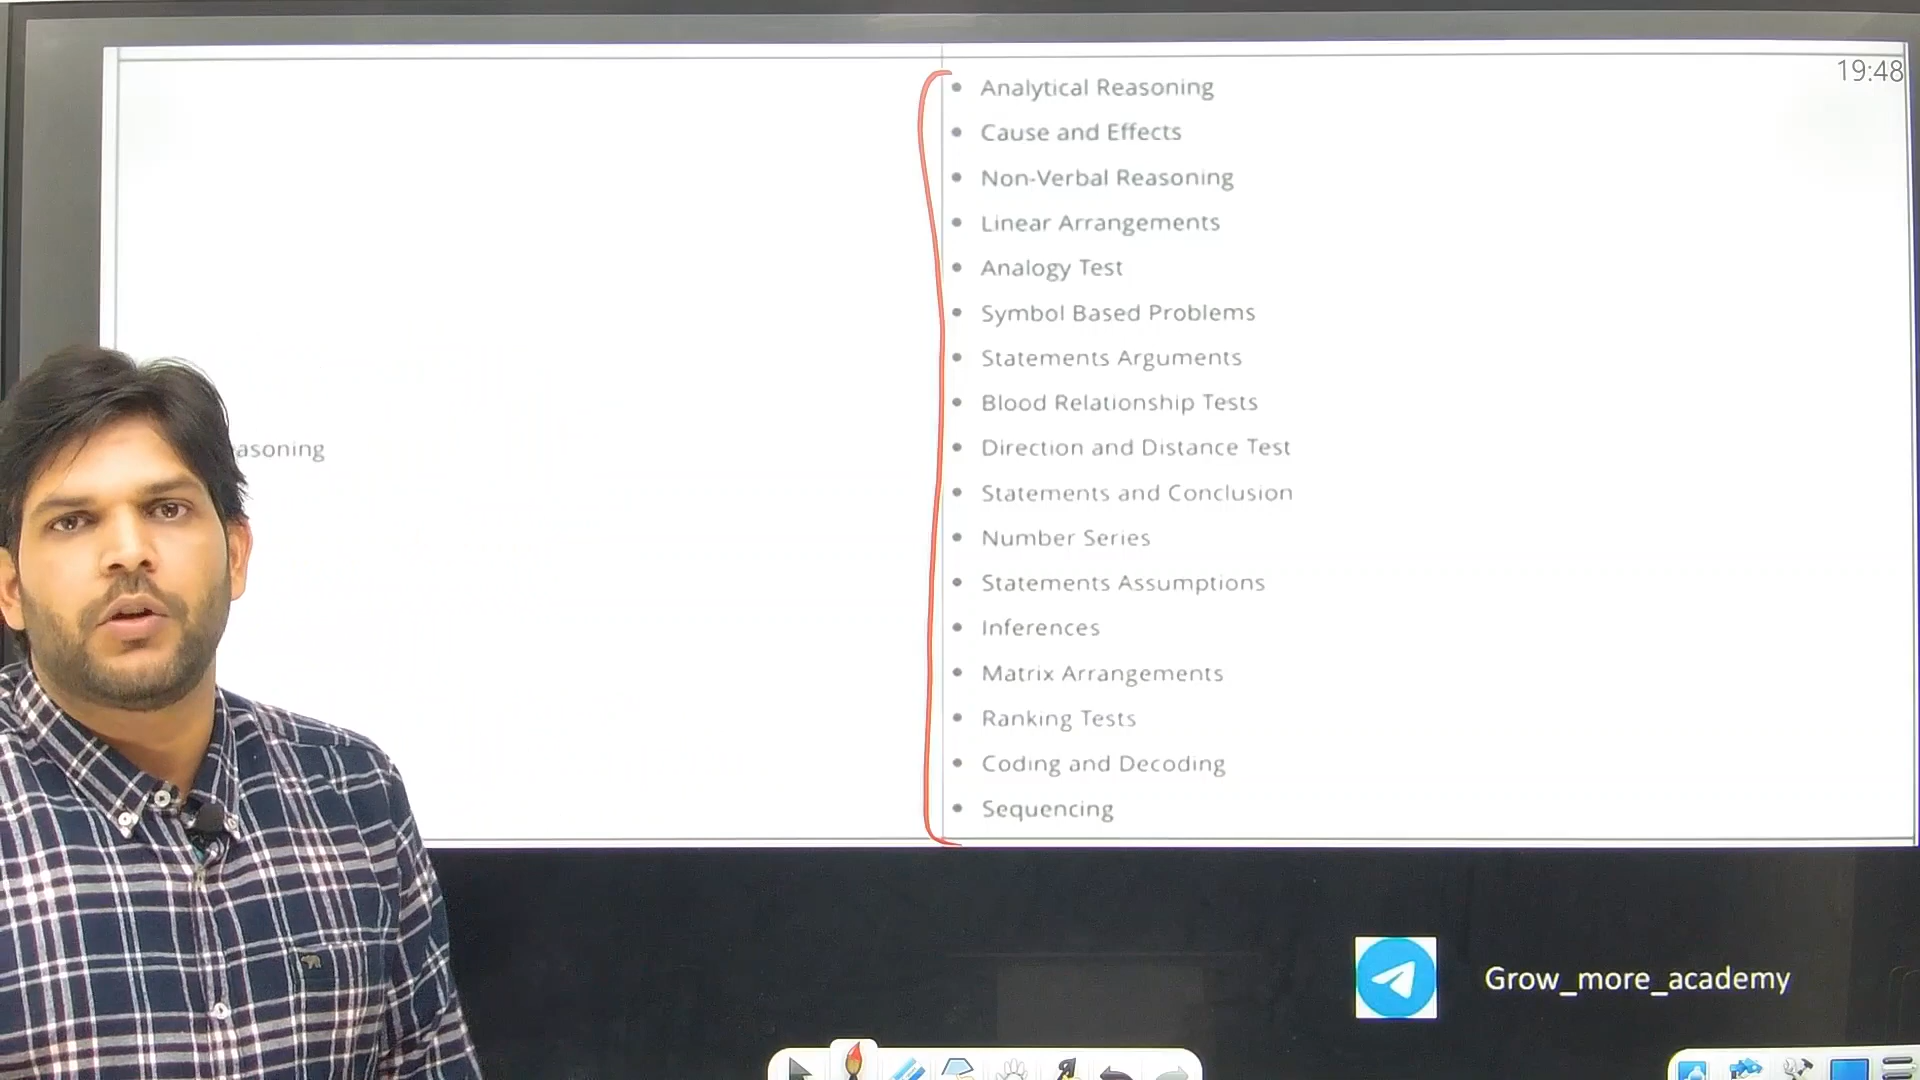 19:48
Analytical Reasoning
Cause and Effects
Non-Verbal Reasoning
Linear Arrangements
Analogy Test
Symbol Based Problems
Statements Arguments
Blood Relationship Tests
asoning
Direction and Distance Test
Statements and Conclusion
Number Series
Statements Assumptions
Inferences
Matrix Arrangements
Ranking Tests
Coding and Decoding
Sequencing
Grow_more_academy